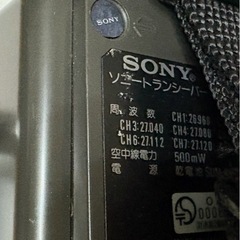 SONY
SONY
ソニートランシーバー
周波数 CH1:26.968
CH3:27.040 CH4:27.080
CH6:27.112 CH7:27.120
空中線電力 500mW
電源 乾電